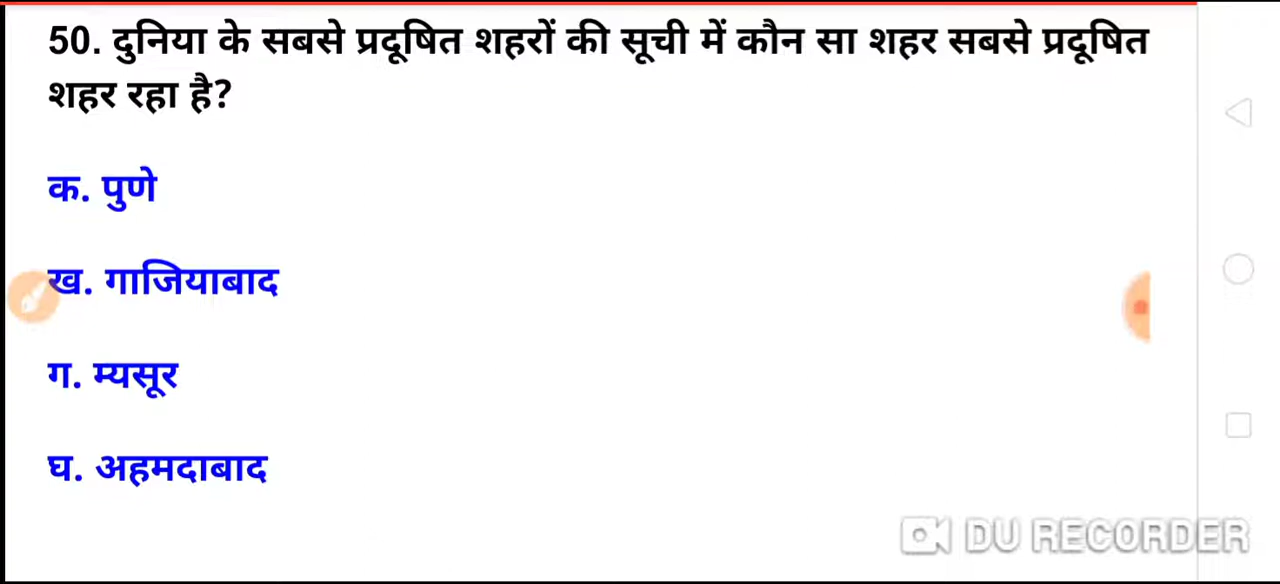 50. दुनिया के सबसे प्रदूषित शहरों की सूची में कौन सा शहर सबसे प्रदूषित
शहर रहा है?
क. पुणे
ख. गाजियाबाद
ग. म्यसूर
घ. अहमदाबाद
DU RECORDER